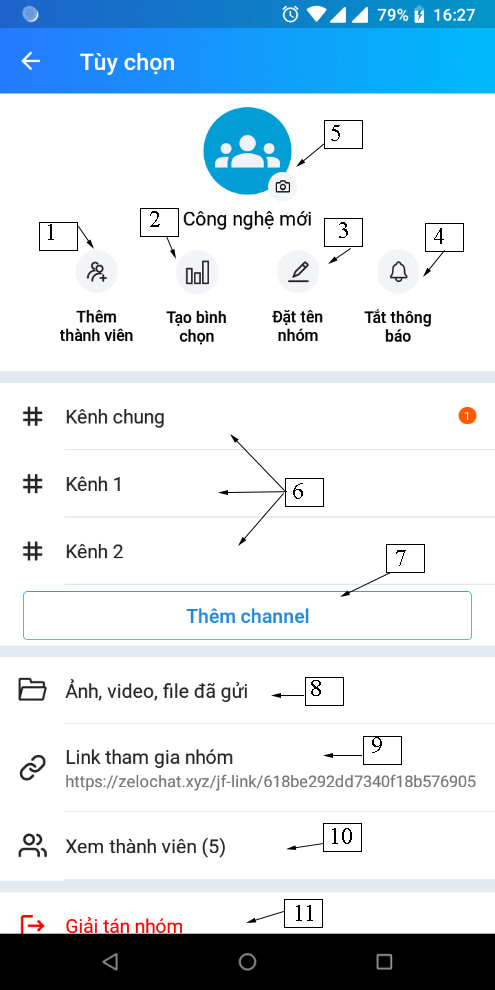 79% 16:27
Tùy chọn
5
Công nghệ mới
1
2
3
4
Thêm
thành viên
Tạo bình
chọn
Đặt tên
nhóm
Tắt thông
báo
Kênh chung
1
Kênh 1
6
Kênh 2
7
Thêm channel
Ảnh, video, file đã gửi
8
Link tham gia nhóm
9
https://zelochat.xyz/jf-link/618be292dd7340f18b576905
Xem thành viên (5)
10
Giải tán nhóm
11